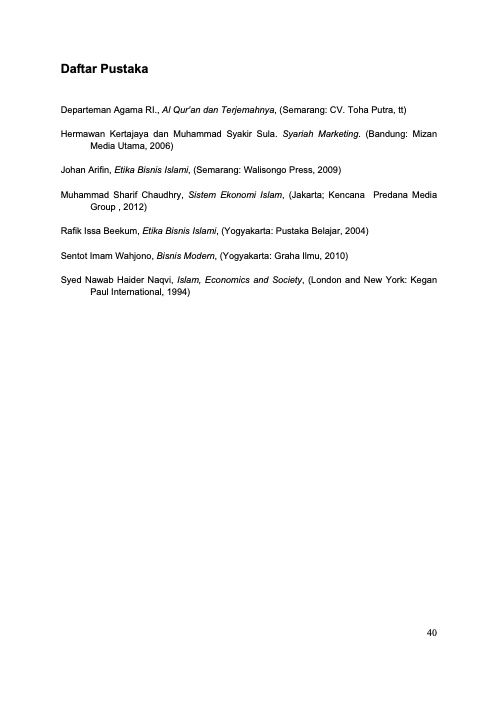 Daftar Pustaka
Departeman Agama RI., Al Qur'an dan Terjemahnya, (Semarang: CV. Toha Putra, tt)
Hermawan Kertajaya dan Muhammad Syakir Sula. Syariah Marketing. (Bandung: Mizan
Media Utama, 2006)
Johan Arifin, Etika Bisnis Islami, (Semarang: Walisongo Press, 2009)
Muhammad Sharif Chaudhry, Sistem Ekonomi Islam, (Jakarta; Kencana  Predana Media
Group , 2012)
Rafik Issa Beekum, Etika Bisnis Islami, (Yogyakarta: Pustaka Belajar, 2004)
Sentot Imam Wahjono, Bisnis Modern, (Yogyakarta: Graha Ilmu, 2010)
Syed Nawab Haider Naqvi, Islam, Economics and Society, (London and New York: Kegan
Paul International, 1994)
40